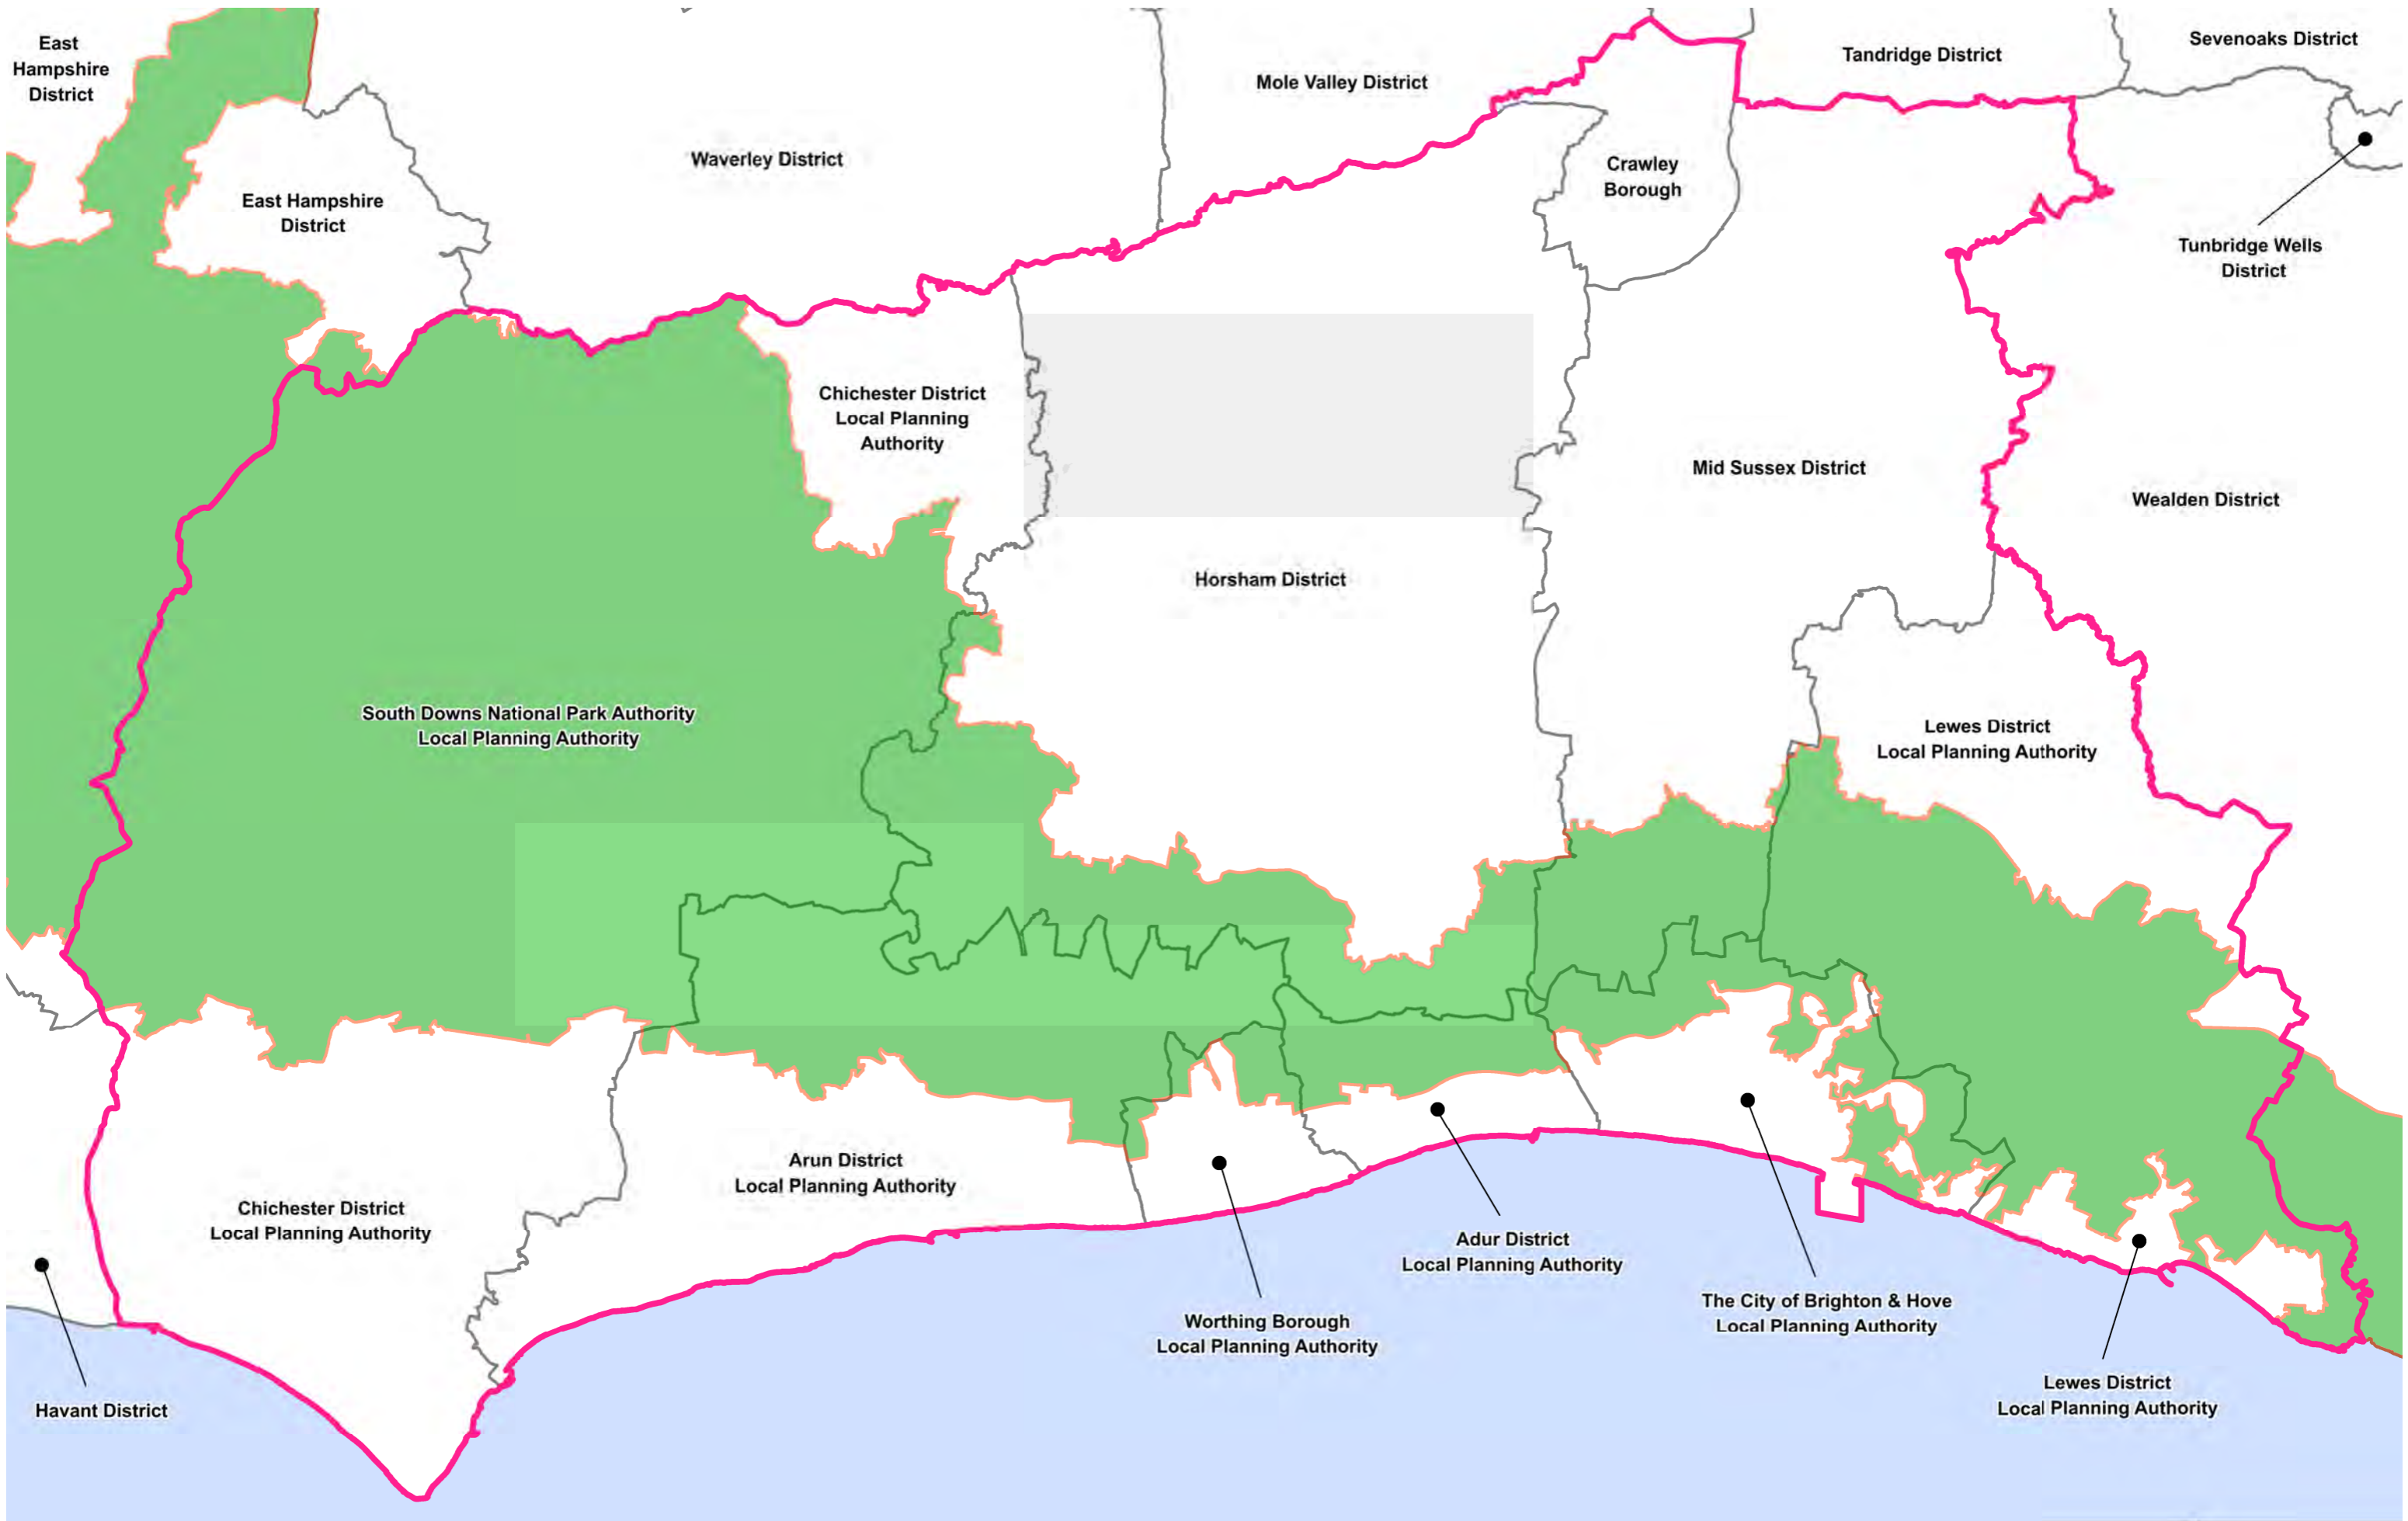 East
Hampshire
District
Mole Valley District
Tandridge District
Sevenoaks District
Waverley District
Crawley
Borough
East Hampshire
District
Tunbridge Wells
District
Chichester District
Local Planning
Authority
Mid Sussex District
Wealden District
Horsham District
South Downs National Park Authority
Local Planning Authority
Lewes District
Local Planning Authority
Arun District
Local Planning Authority
Chichester District
Local Planning Authority
Adur District
Local Planning Authority
Worthing Borough
Local Planning Authority
The City of Brighton & Hove
Local Planning Authority
Lewes District
Local Planning Authority
Havant District